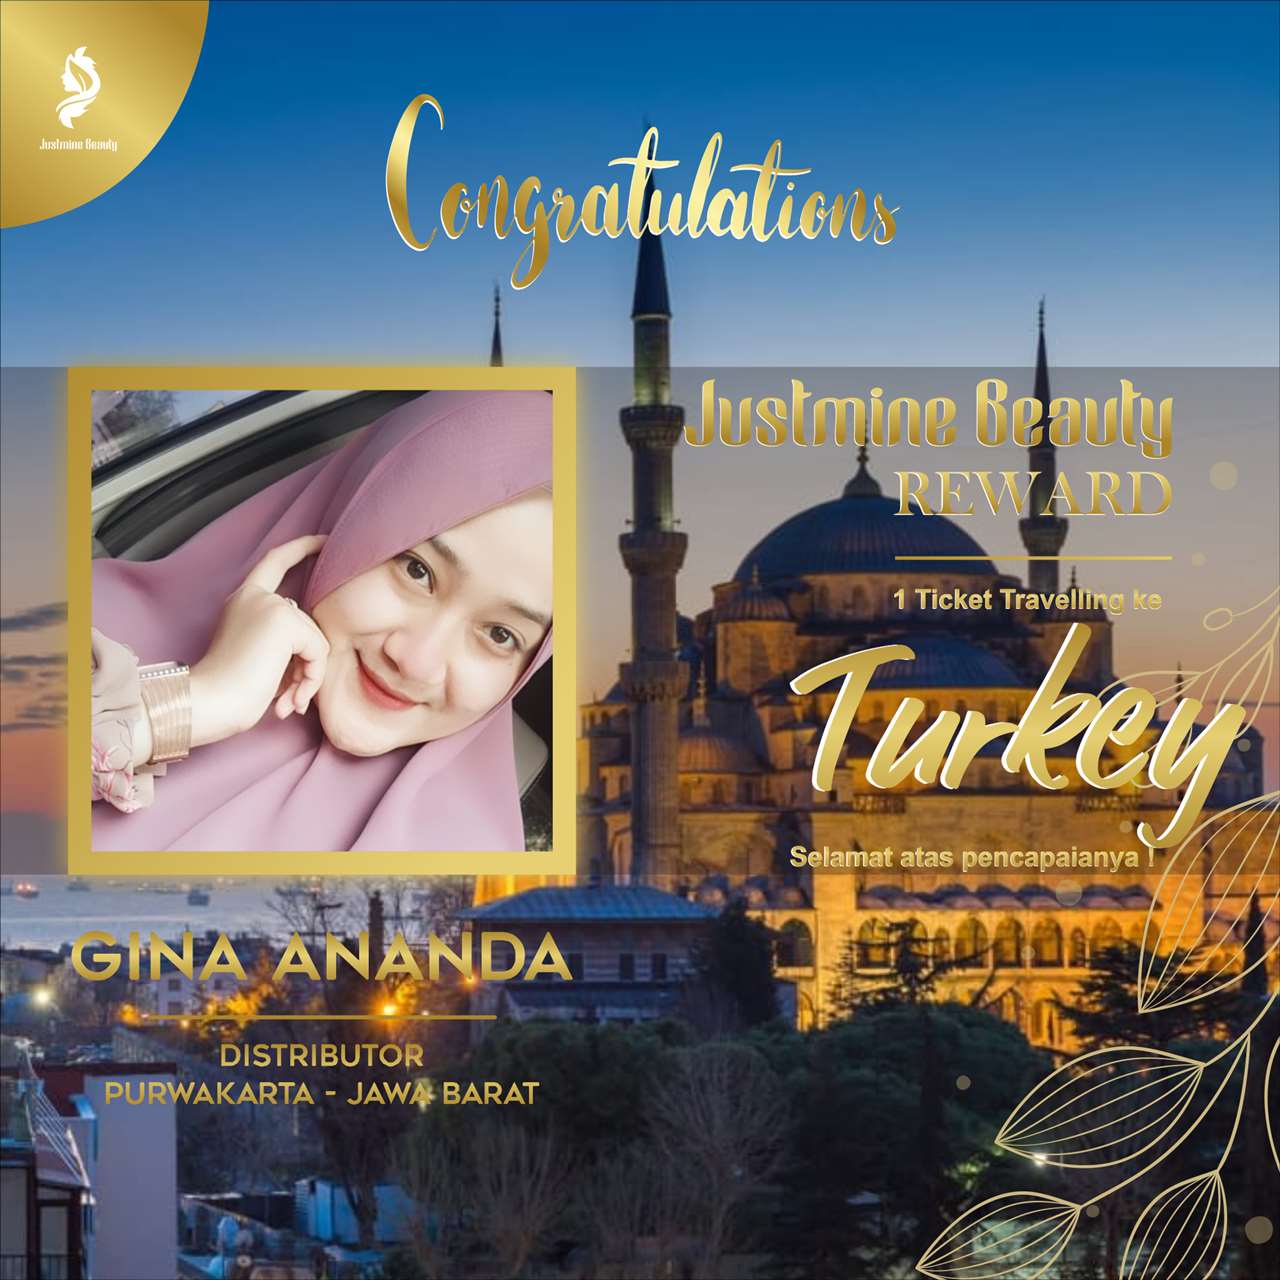 Justmine Beauty
Congratulations
Justmine Beauty
REWARD
1 Ticket Travelling ke
Turkey
Selamat atas pencapaianya !
GINA ANANDA
DISTRIBUTOR
PURWAKARTA - JAWA BARAT